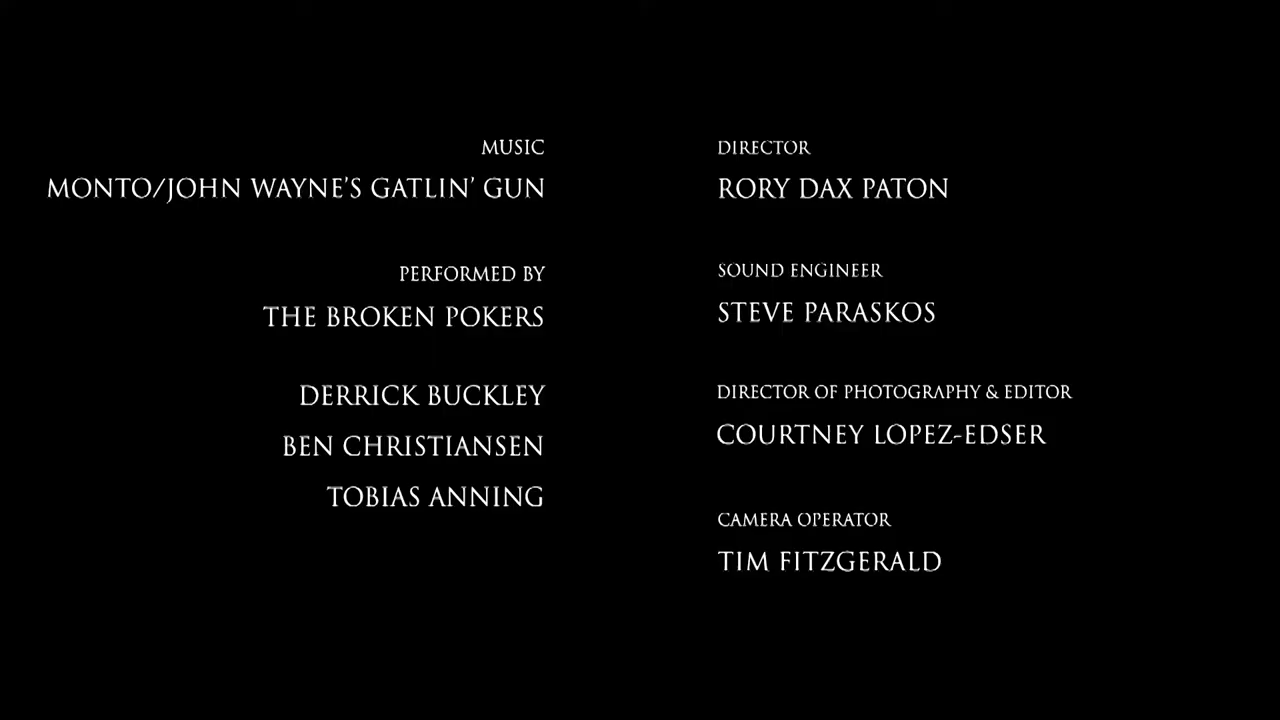 MUSIC
MONTO/JOHN WAYNE'S GATLIN' GUN
PERFORMED BY
THE BROKEN POKERS
DERRICK BUCKLEY
BEN CHRISTIANSEN
TOBIAS ANNING
DIRECTOR
RORY DAX PATON
SOUND ENGINEER
STEVE PARASKOS
DIRECTOR OF PHOTOGRAPHY & EDITOR
COURTNEY LOPEZ-EDSER
CAMERA OPERATOR
TIM FITZGERALD